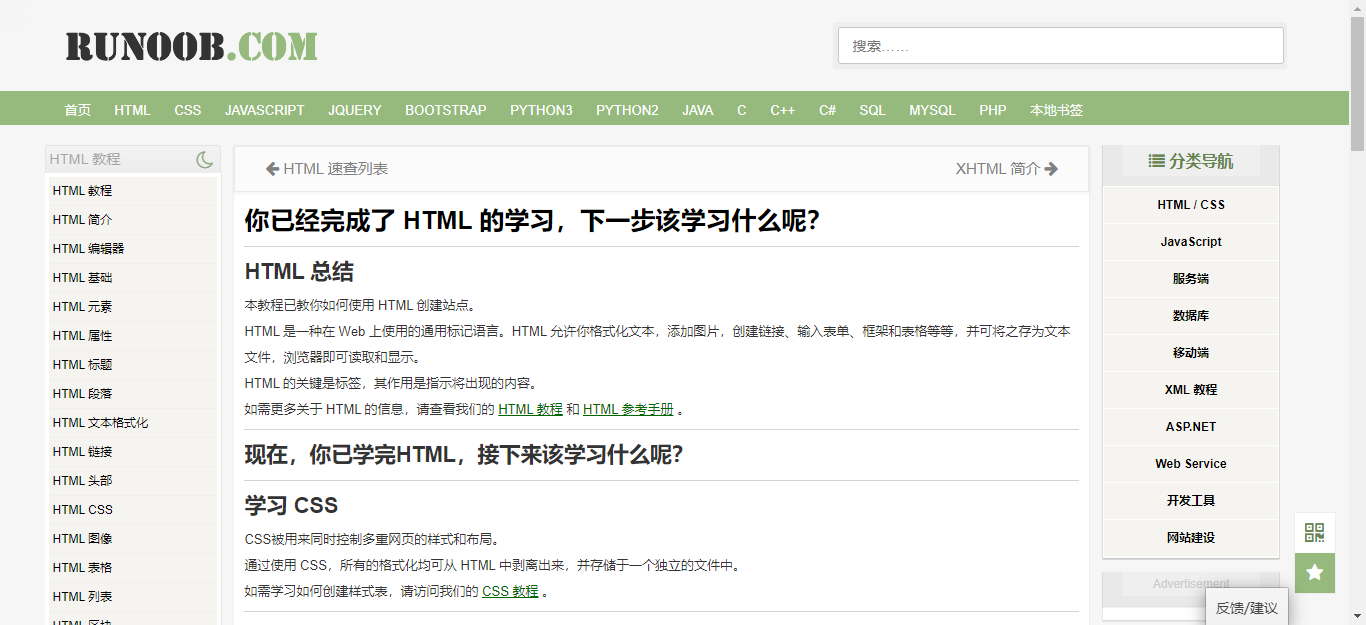 RUNOOB.COM
搜索……
首页 HTML CSS JAVASCRIPT JQUERY BOOTSTRAP PYTHON3 PYTHON2 JAVA C C++ C# SQL MYSQL PHP 本地书签
HTML 教程
HTML 教程
HTML 简介
HTML 编辑器
HTML 基础
HTML 元素
HTML 属性
HTML 标题
HTML 段落
HTML 文本格式化
HTML 链接
HTML 头部
HTML CSS
HTML 图像
HTML 表格
HTML 列表
HTML 区块
HTML 速查列表
XHTML 简介
你已经完成了 HTML 的学习，下一步该学习什么呢？
HTML 总结
本教程已教你如何使用 HTML 创建站点。
HTML 是一种在 Web 上使用的通用标记语言。HTML 允许你格式化文本，添加图片，创建链接、输入表单、框架和表格等等，并可将之存为文本
文件，浏览器即可读取和显示。
HTML 的关键是标签，其作用是指示将出现的内容。
如需更多关于 HTML 的信息，请查看我们的 HTML 教程 和 HTML 参考手册 。
现在，你已学完HTML，接下来该学习什么呢？
学习 CSS
CSS被用来同时控制多重网页的样式和布局。
通过使用 CSS，所有的格式化均可从 HTML 中剥离出来，并存储于一个独立的文件中。
如需学习如何创建样式表，请访问我们的 CSS 教程 。
分类导航
HTML / CSS
JavaScript
服务端
数据库
移动端
XML 教程
ASP.NET
Web Service
开发工具
网站建设
Advertisement
反馈/建议